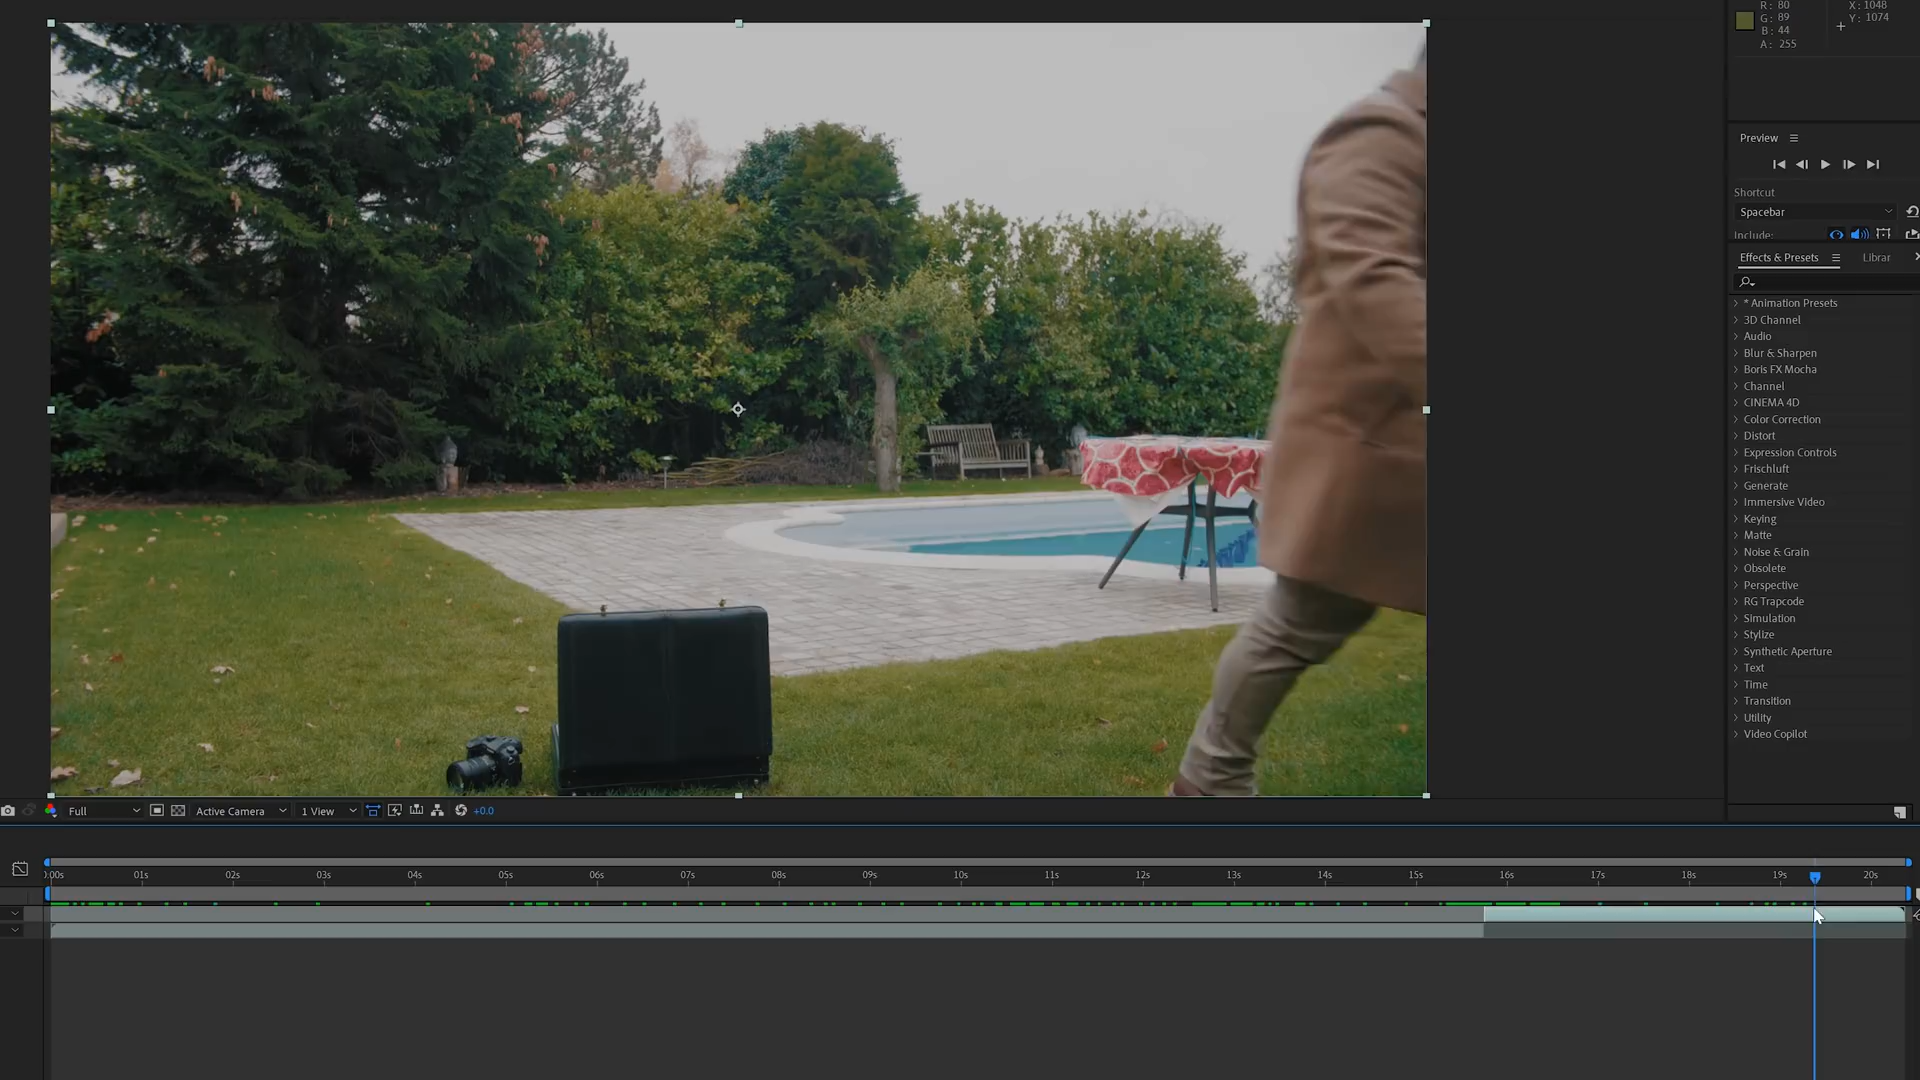 R: 80
G: 89
B: 44
A: 255
X: 1048
Y: 1074
Preview
Shortcut
Spacebar
Include:
Effects & Presets
Librar
* Animation Presets
3D Channel
Audio
Blur & Sharpen
Boris FX Mocha
Channel
CINEMA 4D
Color Correction
Distort
Expression Controls
Frischluft
Generate
Immersive Video
Keying
Matte
Noise & Grain
Obsolete
Perspective
RG Trapcode
Simulation
Stylize
Synthetic Aperture
Text
Time
Transition
Utility
Video Copilot
Full
Active Camera
1 View
+0.0
):00s 01s 02s 03s 04s 05s 06s 07s 08s 09s 10s 11s 12s 13s 14s 15s 16s 17s 18s 19s 20s